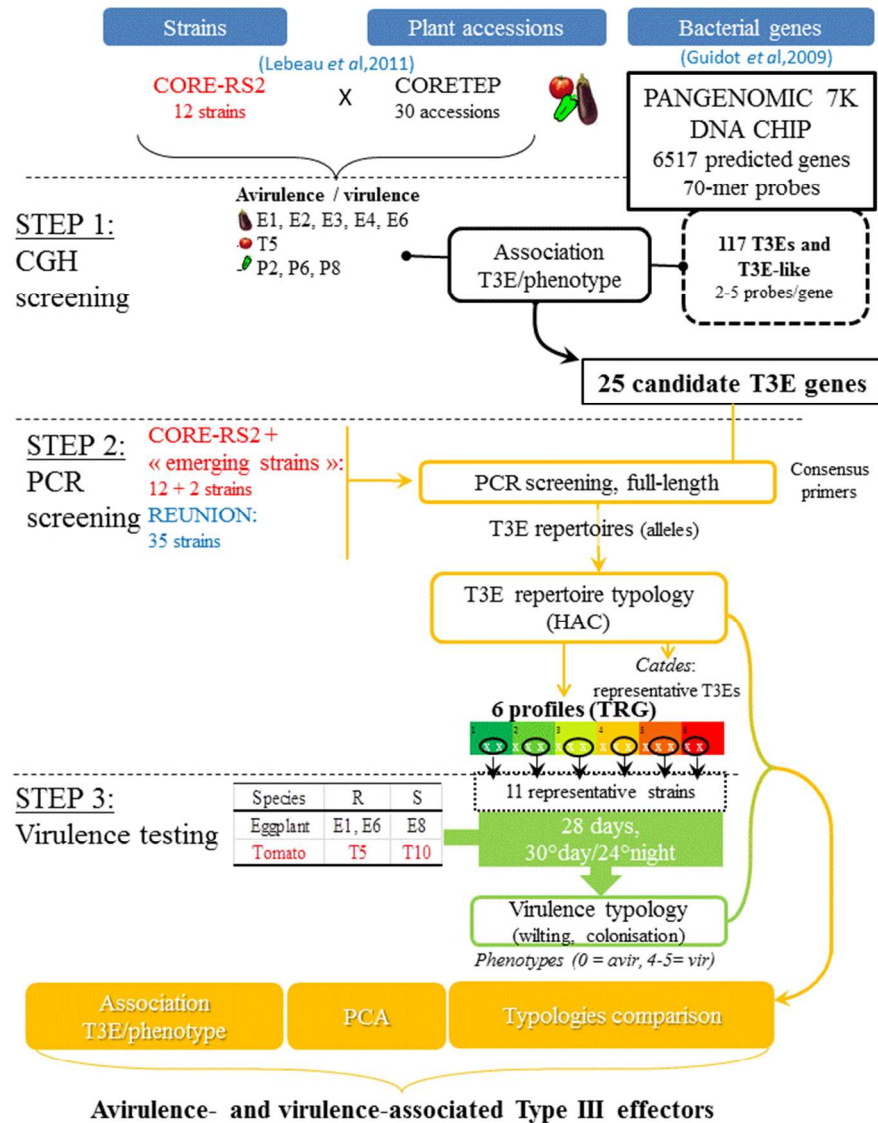 Strains
Plant accessions
Bacterial genes
(Lebeau et al,2011)
(Guidot et al,2009)
CORE-RS2
12 strains
X
CORETEP
30 accessions
PANGENOMIC 7K
DNA CHIP
6517 predicted genes
70-mer probes
STEP 1:
CGH
screening
Avirulence / virulence
E1, E2, E3, E4, E6
T5
P2, P6, P8
Association
T3E/phenotype
117 T3Es and
T3E-like
2-5 probes/gene
25 candidate T3E genes
STEP 2:
PCR
screening
CORE-RS2 +
« emerging strains »:
12 + 2 strains
REUNION:
35 strains
PCR screening, full-length
Consensus
primers
T3E repertoires (alleles)
T3E repertoire typology
(HAC)
Catdes:
representative T3Es
6 profiles (TRG)
1 2 3 4 5 6
x x x x x x x x x x x x x x x
STEP 3:
Virulence testing
Species R S
Eggplant E1, E6 E8
Tomato T5 T10
11 representative strains
28 days,
30°day/24°night
Virulence typology
(wilting, colonisation)
Phenotypes (0 = avir, 4-5= vir)
Association
T3E/phenotype
PCA
Typologies comparison
Avirulence- and virulence-associated Type III effectors